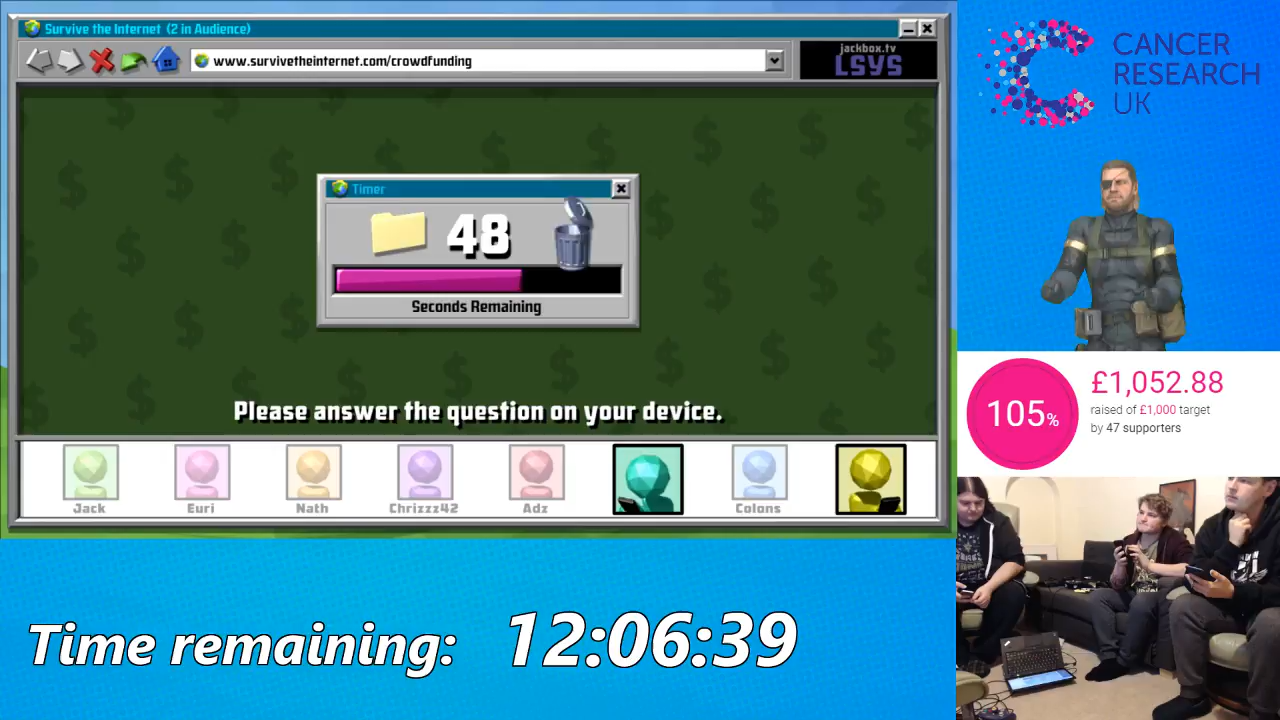 Survive the Internet (2 in Audience)
www.survivetheinternet.com/crowdfunding
jackbox.tv
LSYS
Timer
48
Seconds Remaining
Please answer the question on your device.
Jack
Euri
Nath
Chrizzz42
Adz
Colons
Time remaining: 12:06:39
CANCER
RESEARCH
UK
105%
£1,052.88
raised of £1,000 target
by 47 supporters